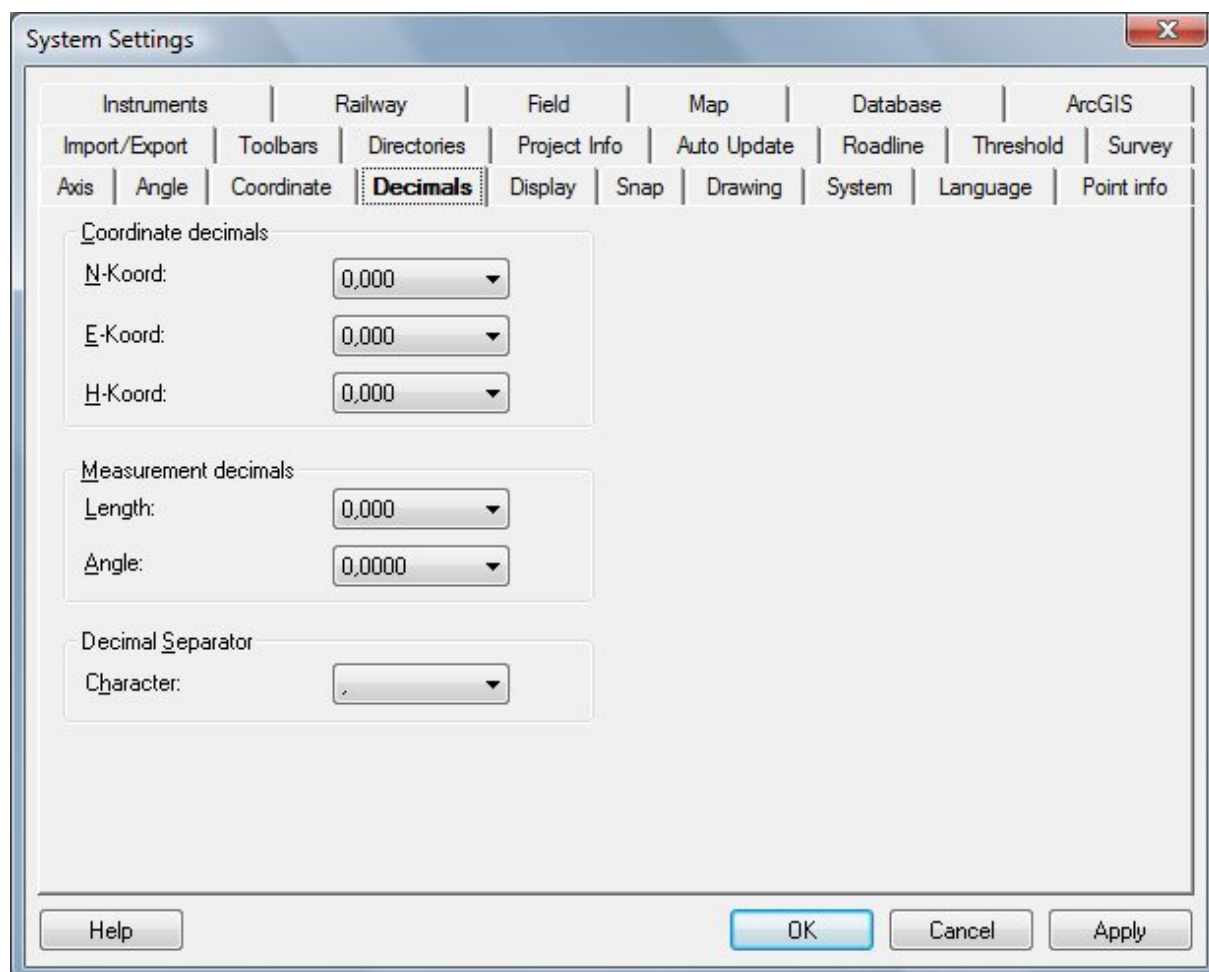 System Settings
Instruments Railway Field Map Database ArcGIS
Import/Export Toolbars Directories Project Info Auto Update Roadline Threshold Survey
Axis Angle Coordinate Decimals Display Snap Drawing System Language Point info
Coordinate decimals
N-Koord: 0,000
E-Koord: 0,000
H-Koord: 0,000
Measurement decimals
Length: 0,000
Angle: 0,0000
Decimal Separator
Character: ,
Help OK Cancel Apply